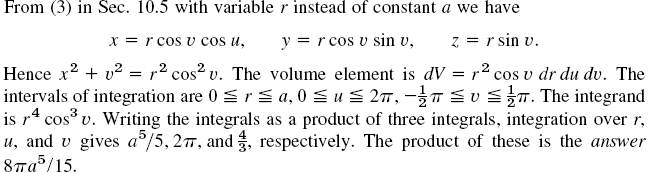 From (3) in Sec. 10.5 with variable r instead of constant a we have
x = r cos v cos u, y = r cos v sin v, z = r sin v.
Hence x² + v² = r² cos² v. The volume element is dV = r² cos v dr du dv. The
intervals of integration are 0 ≦ r ≦ a, 0 ≦ u ≦ 2π, −½π ≦ v ≦ ½π. The integrand
is r⁴ cos³ v. Writing the integrals as a product of three integrals, integration over r,
u, and v gives a⁵/5, 2π, and 4/3, respectively. The product of these is the answer
8πa⁵/15.